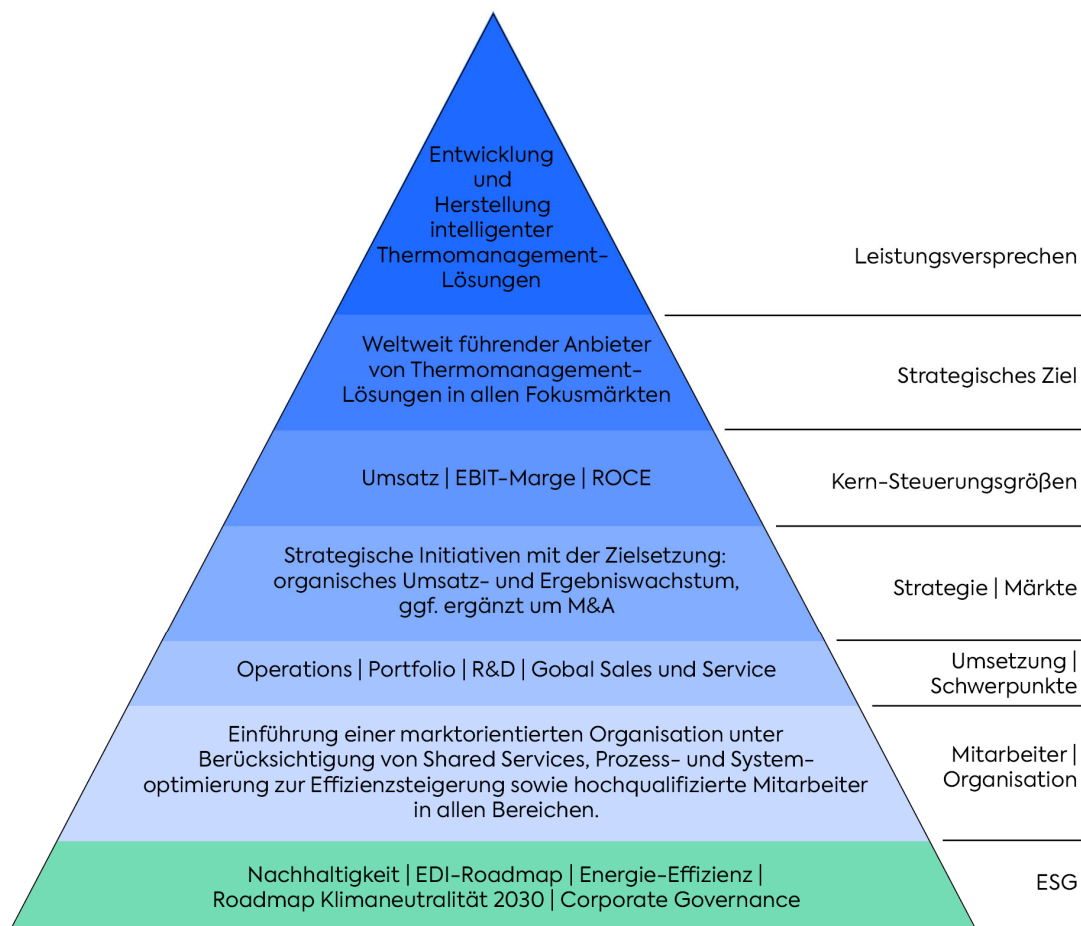 Entwicklung
und
Herstellung
intelligenter
Thermomanagement-
Lösungen
Leistungsversprechen
Weltweit führender Anbieter
von Thermomanagement-
Lösungen in allen Fokusmärkten
Strategisches Ziel
Umsatz | EBIT-Marge | ROCE
Kern-Steuerungsgrößen
Strategische Initiativen mit der Zielsetzung:
organisches Umsatz- und Ergebniswachstum,
ggf. ergänzt um M&A
Strategie | Märkte
Operations | Portfolio | R&D | Gobal Sales und Service
Umsetzung |
Schwerpunkte
Einführung einer marktorientierten Organisation unter
Berücksichtigung von Shared Services, Prozess- und System-
optimierung zur Effizienzsteigerung sowie hochqualifizierte Mitarbeiter
in allen Bereichen.
Mitarbeiter |
Organisation
Nachhaltigkeit | EDI-Roadmap | Energie-Effizienz |
Roadmap Klimaneutralität 2030 | Corporate Governance
ESG